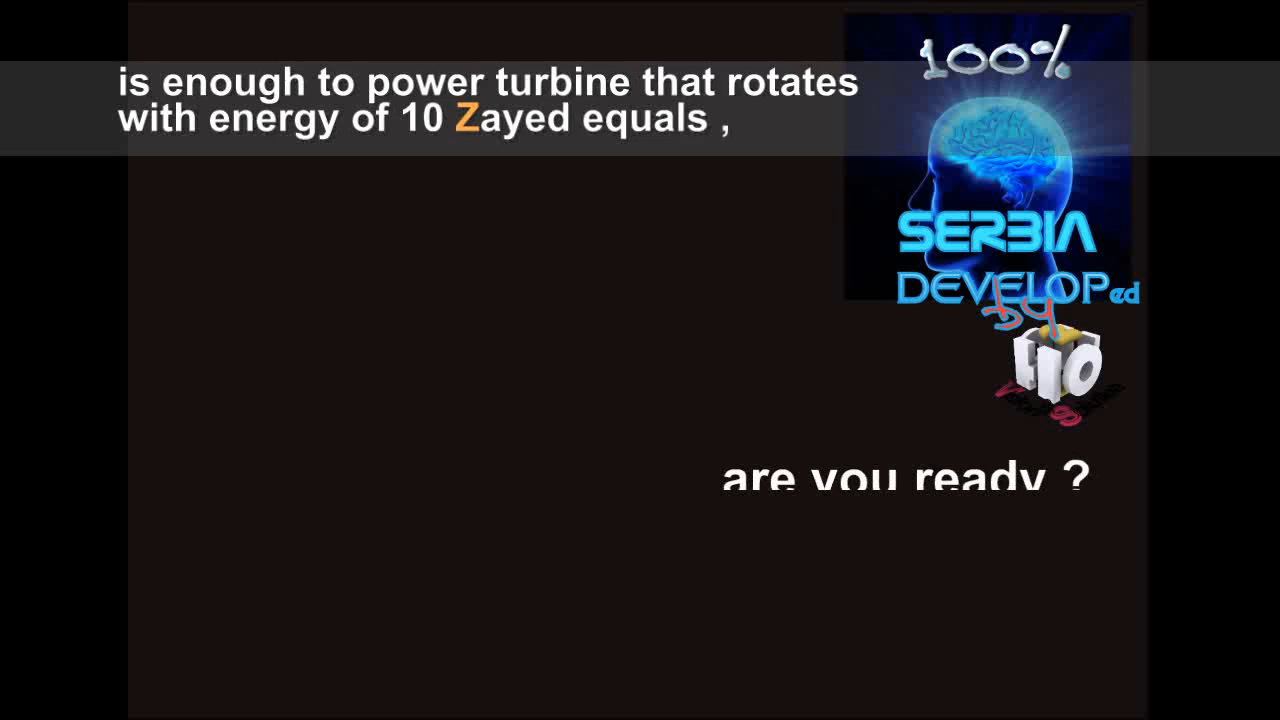 is enough to power turbine that rotates
with energy of 10 Zayed equals ,
100%
SERBIA
DEVELOPed
by
are you ready ?